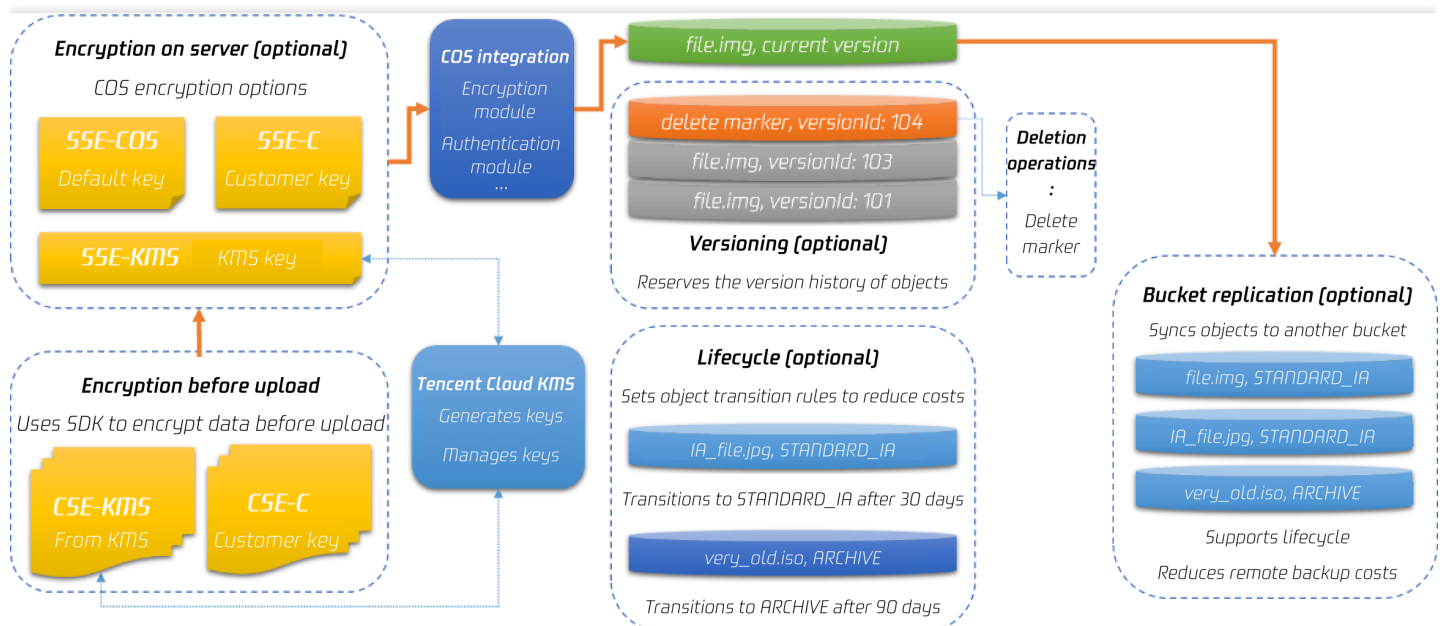 Encryption on server (optional)
COS encryption options
SSE-COS
Default key
SSE-C
Customer key
SSE-KMS KMS key
Encryption before upload
Uses SDK to encrypt data before upload
CSE-KMS
From KMS
CSE-C
Customer key
COS integration
Encryption
module
Authentication
module
...
Tencent Cloud KMS
Generates keys
Manages keys
file.img, current version
delete marker, versionId: 104
file.img, versionId: 103
file.img, versionId: 101
Versioning (optional)
Reserves the version history of objects
Deletion
operations
:
Delete
marker
Lifecycle (optional)
Sets object transition rules to reduce costs
IA_file.jpg, STANDARD_IA
Transitions to STANDARD_IA after 30 days
very_old.iso, ARCHIVE
Transitions to ARCHIVE after 90 days
Bucket replication (optional)
Syncs objects to another bucket
file.img, STANDARD_IA
IA_file.jpg, STANDARD_IA
very_old.iso, ARCHIVE
Supports lifecycle
Reduces remote backup costs